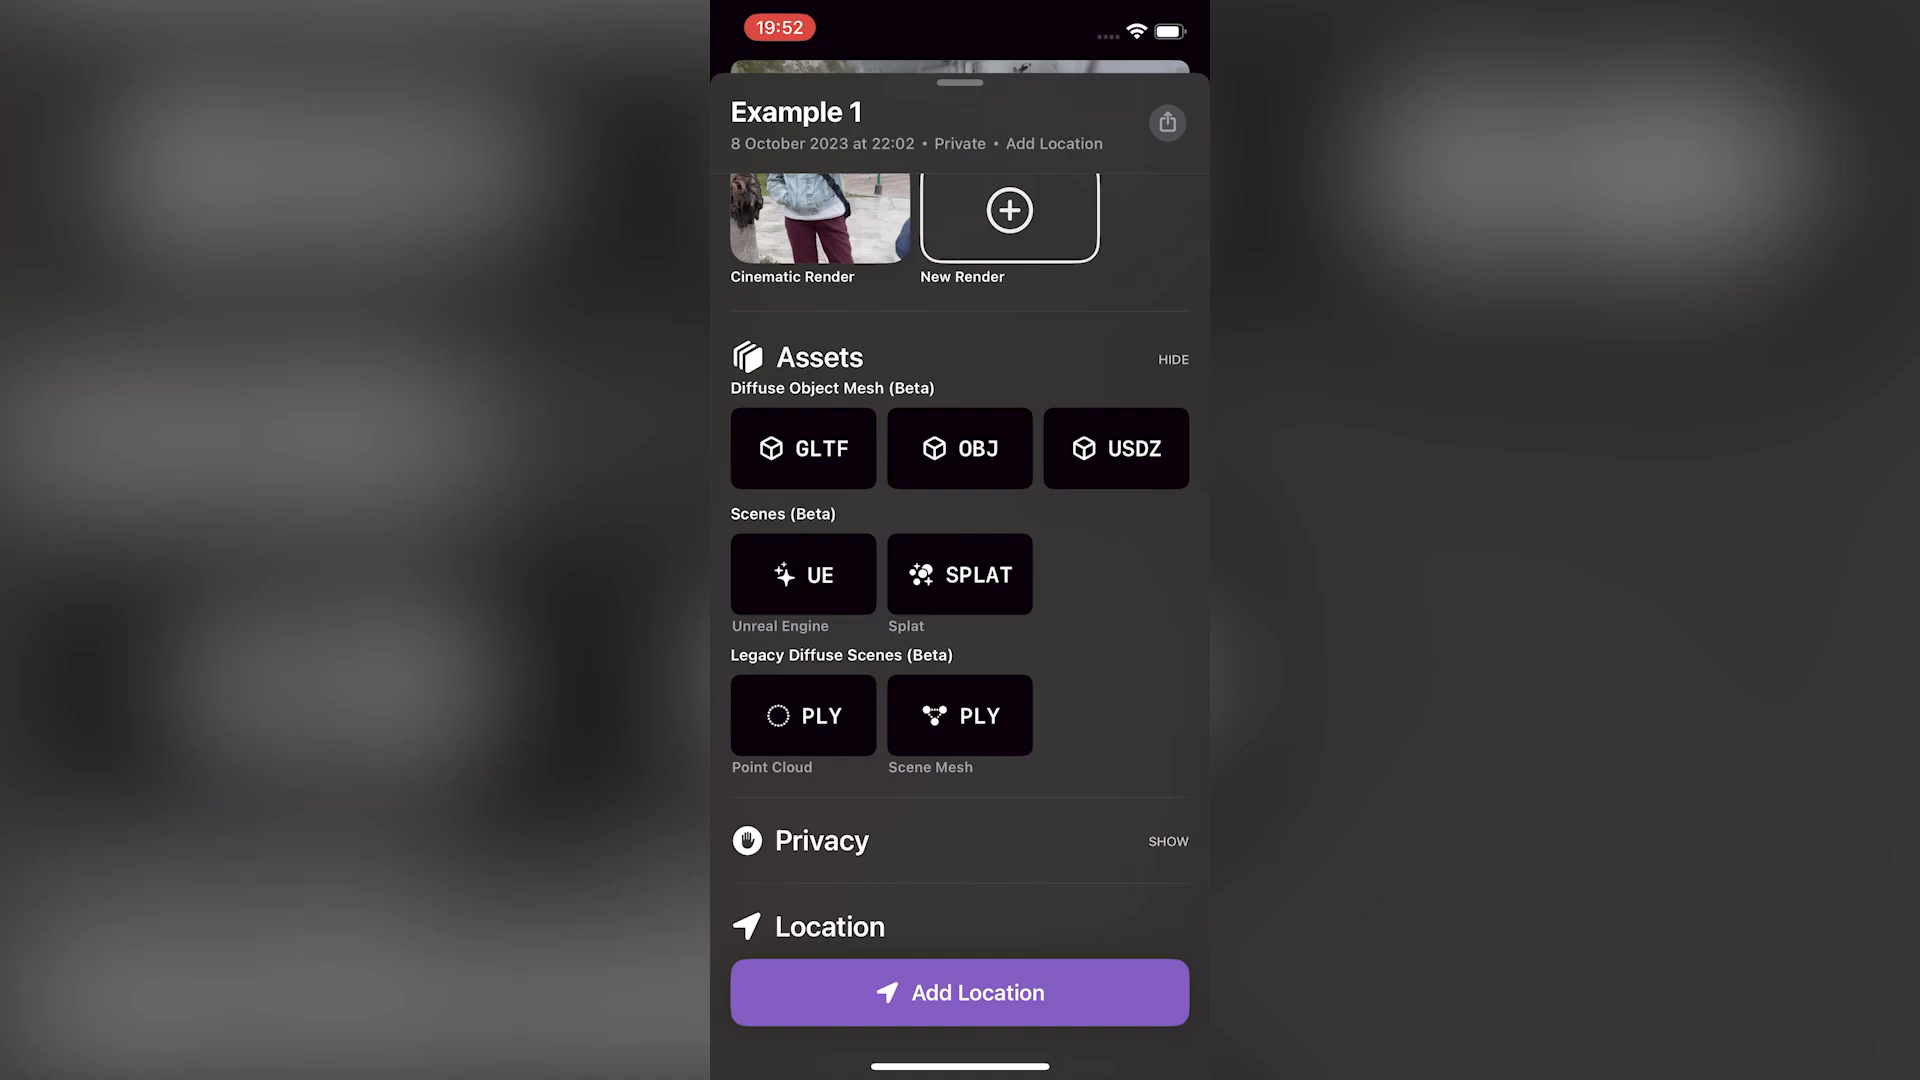 19:52
Example 1
8 October 2023 at 22:02 • Private • Add Location
Cinematic Render
New Render
Assets
HIDE
Diffuse Object Mesh (Beta)
GLTF
OBJ
USDZ
Scenes (Beta)
UE
SPLAT
Unreal Engine
Splat
Legacy Diffuse Scenes (Beta)
PLY
PLY
Point Cloud
Scene Mesh
Privacy
SHOW
Location
Add Location